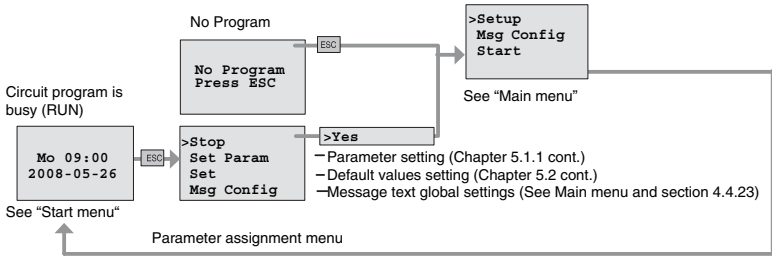 No Program
ESC
No Program
Press ESC
>Setup
Msg Config
Start
See “Main menu”
Circuit program is
busy (RUN)
Mo 09:00
2008-05-26
See “Start menu“
ESC
>Stop
Set Param
Set
Msg Config
>Yes
Parameter setting (Chapter 5.1.1 cont.)
Default values setting (Chapter 5.2 cont.)
Message text global settings (See Main menu and section 4.4.23)
Parameter assignment menu